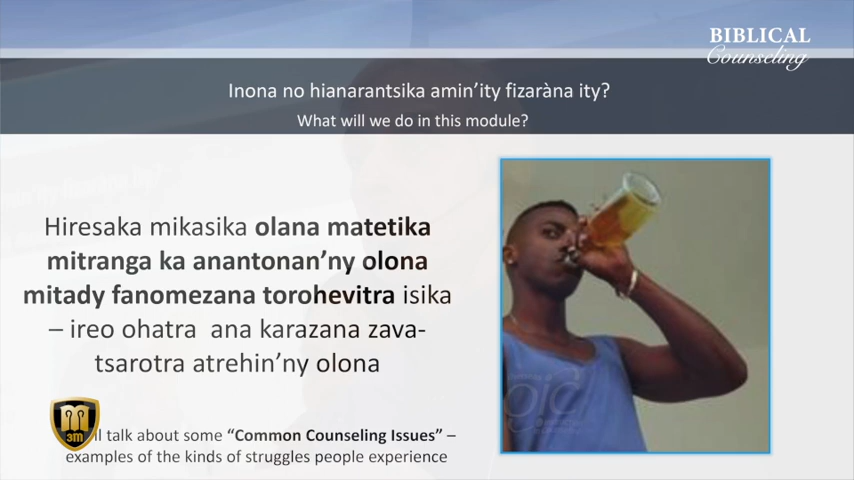 BIBLICAL
Counseling
Inona no hianarantsika amin’ity fizaràna ity?
What will we do in this module?
Hiresaka mikasika olana matetika
mitranga ka anantonan’ny olona
mitady fanomezana torohevitra isika
– ireo ohatra ana karazana zava-
tsarotra atrehin’ny olona
3M
ll talk about some “Common Counseling Issues” –
examples of the kinds of struggles people experience